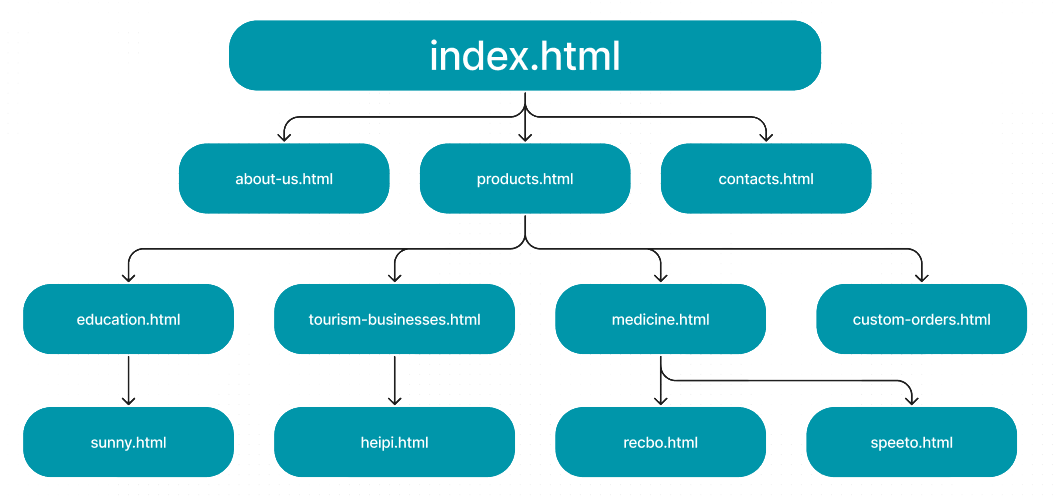 index.html
about-us.html
products.html
contacts.html
education.html
tourism-businesses.html
medicine.html
custom-orders.html
sunny.html
heipi.html
recbo.html
speeto.html